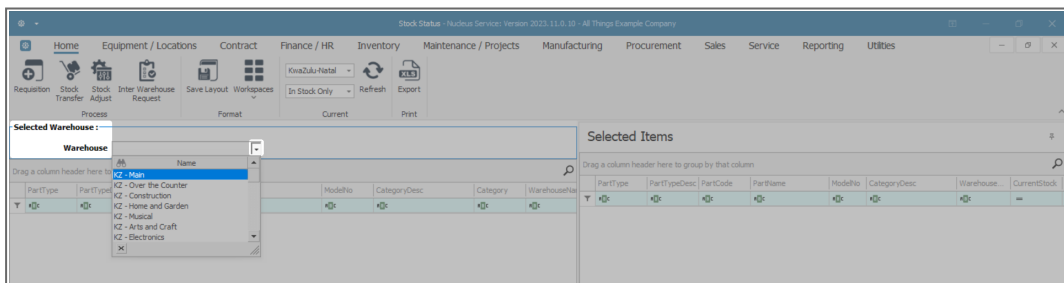 Stock Status - Nucleus Service: Version 2023.11.0.10 - All Things Example Company
Home Equipment / Locations Contract Finance / HR Inventory Maintenance / Projects Manufacturing Procurement Sales Service Reporting Utilities
KwaZulu-Natal
XLS
Requisition Stock Transfer Stock Adjust Inter Warehouse Request Save Layout Workspaces In Stock Only Refresh Export
Process Format Current Print
Selected Warehouse :
Warehouse
Selected Items
Name
Drag a column header here to
Drag a column header here to group by that column
KZ - Main
KZ - Over the Counter
KZ - Construction
KZ - Home and Garden
KZ - Musical
KZ - Arts and Craft
KZ - Electronics
PartType ModelNo CategoryDesc Category
PartType PartTypeDesc PartCode PartName ModelNo CategoryDesc Warehouse... CurrentStock